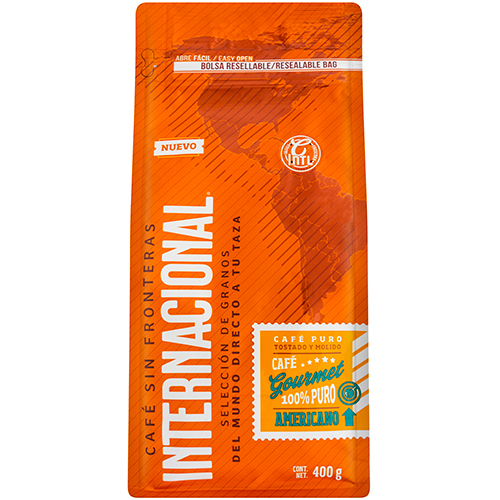 ABRE FÁCIL / EASY OPEN
BOLSA RESELLABLE/RESEALABLE BAG
NUEVO
INTL
CAFÉ SIN FRONTERAS
INTERNACIONAL
SELECCIÓN DE GRANOS
DEL MUNDO DIRECTO A TU TAZA
CAFÉ PURO
TOSTADO Y MOLIDO
CAFÉ
Gourmet
100% PURO
AMERICANO
CONT. NET. 400 g